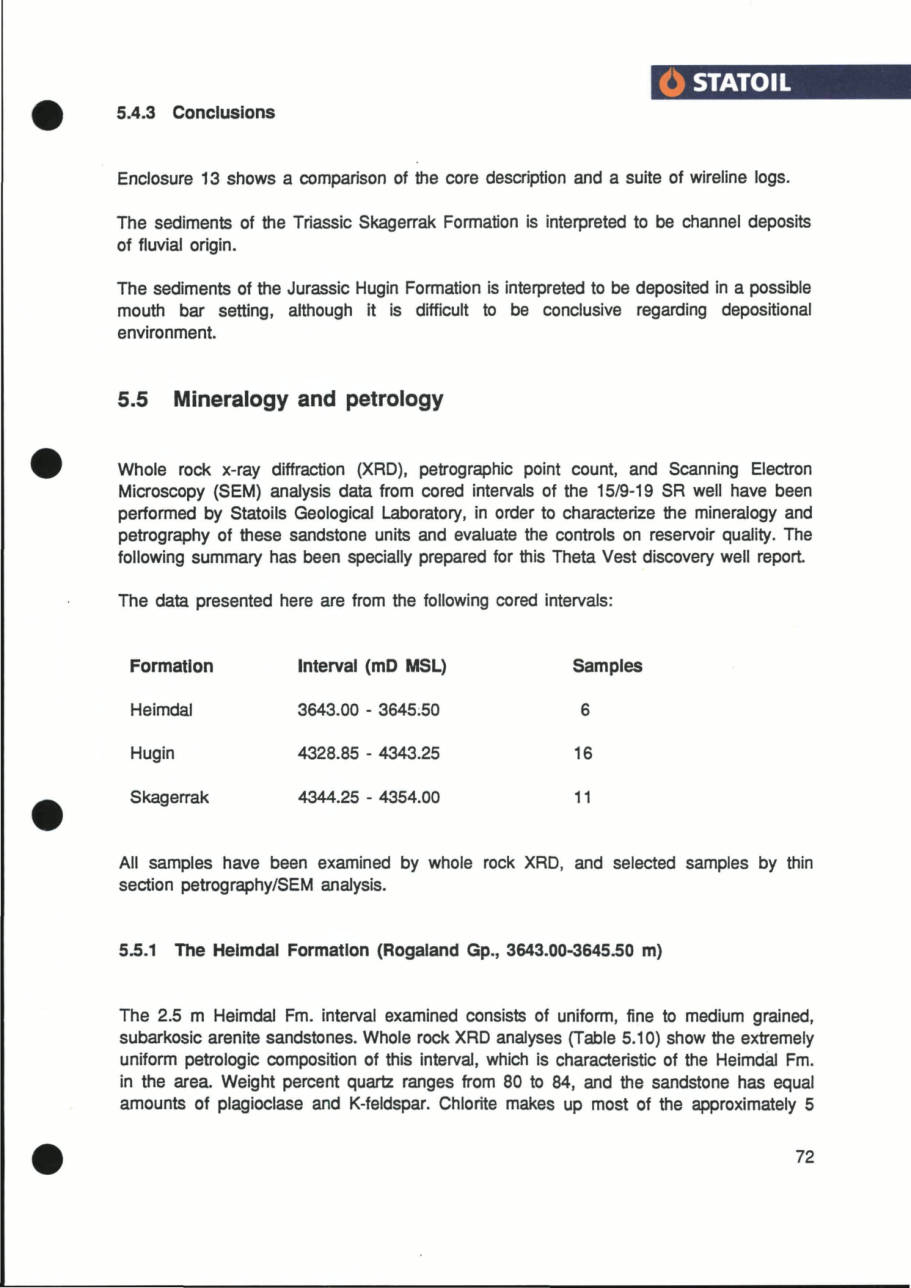 STATOIL
5.4.3 Conclusions
Enclosure 13 shows a comparison of the core description and a suite of wireline logs.
The sediments of the Triassic Skagerrak Formation is interpreted to be channel deposits
of fluvial origin.
The sediments of the Jurassic Hugin Formation is interpreted to be deposited in a possible
mouth bar setting, although it is difficult to be conclusive regarding depositional
environment.
5.5 Mineralogy and petrology
Whole rock x-ray diffraction (XRD), petrographic point count, and Scanning Electron
Microscopy (SEM) analysis data from cored intervals of the 15/9-19 SR well have been
performed by Statoils Geological Laboratory, in order to characterize the mineralogy and
petrography of these sandstone units and evaluate the controls on reservoir quality. The
following summary has been specially prepared for this Theta Vest discovery well report.
The data presented here are from the following cored intervals:
Formation Interval (mD MSL) Samples
Heimdal 3643.00 - 3645.50 6
Hugin 4328.85 - 4343.25 16
Skagerrak 4344.25 - 4354.00 11
All samples have been examined by whole rock XRD, and selected samples by thin
section petrography/SEM analysis.
5.5.1 The Heimdal Formation (Rogaland Gp., 3643.00-3645.50 m)
The 2.5 m Heimdal Fm. interval examined consists of uniform, fine to medium grained,
subarkosic arenite sandstones. Whole rock XRD analyses (Table 5.10) show the extremely
uniform petrologic composition of this interval, which is characteristic of the Heimdal Fm.
in the area. Weight percent quartz ranges from 80 to 84, and the sandstone has equal
amounts of plagioclase and K-feldspar. Chlorite makes up most of the approximately 5
72